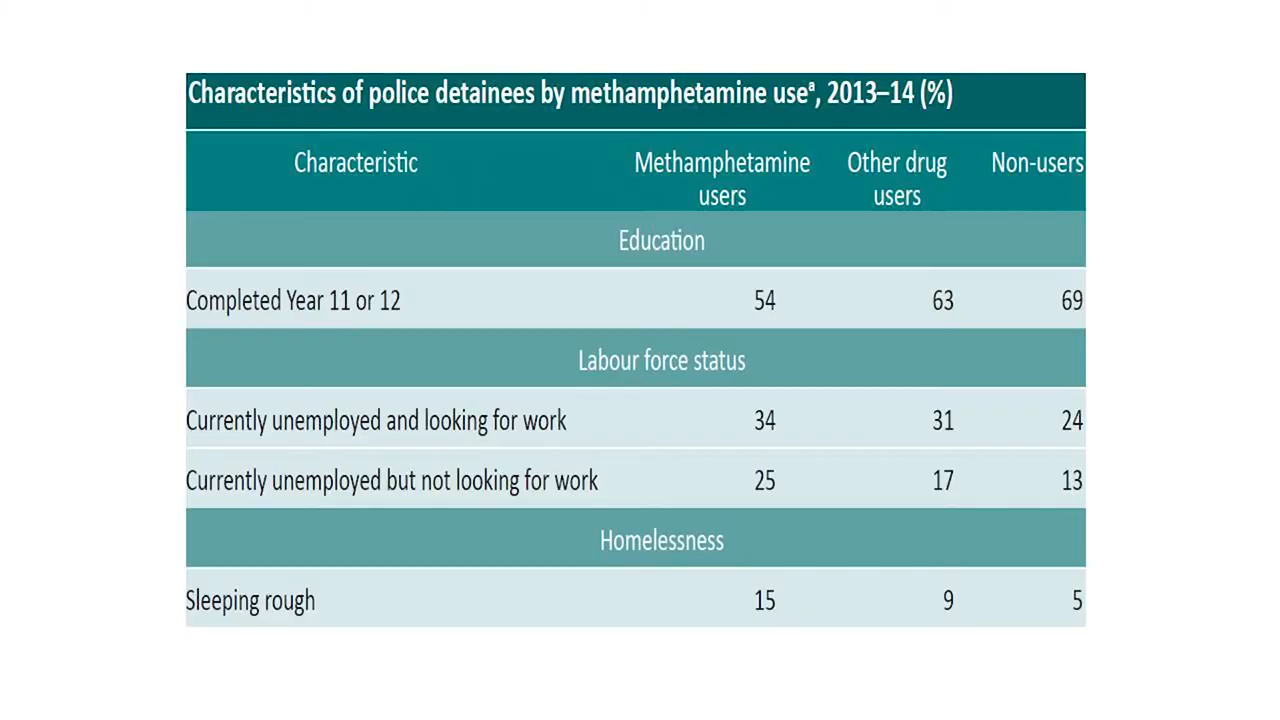 Characteristics of police detainees by methamphetamine useᵃ, 2013–14 (%)
Characteristic Methamphetamine users Other drug users Non-users
Education
Completed Year 11 or 12 54 63 69
Labour force status
Currently unemployed and looking for work 34 31 24
Currently unemployed but not looking for work 25 17 13
Homelessness
Sleeping rough 15 9 5